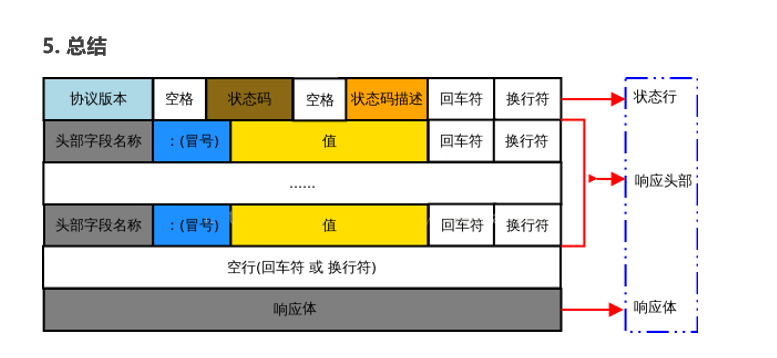 5. 总结
协议版本 空格 状态码 空格 状态码描述 回车符 换行符 状态行
头部字段名称 : (冒号) 值 回车符 换行符
...... 响应头部
头部字段名称 : (冒号) 值 回车符 换行符
空行(回车符 或 换行符)
响应体 响应体